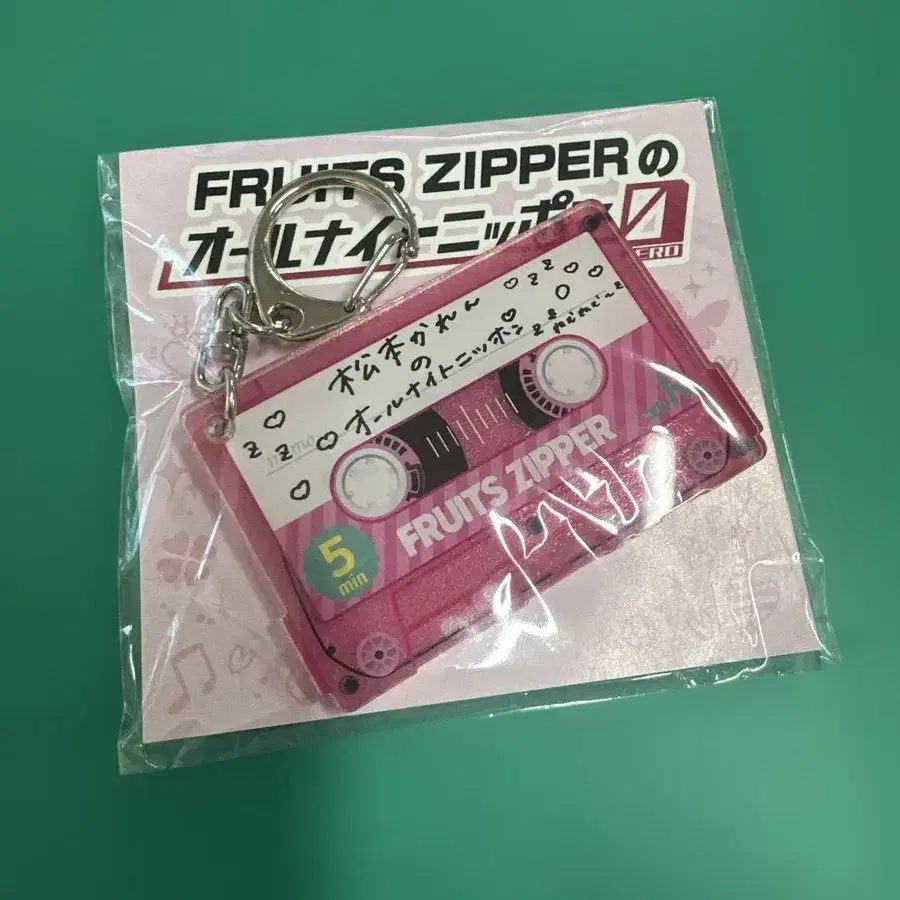 FRUITS ZIPPERの
オールナイトニッポン0
ZERO
松本かれん
の
オールナイトニッポン
0
z z
z z
z z
memo
FRUITS ZIPPER
5
min